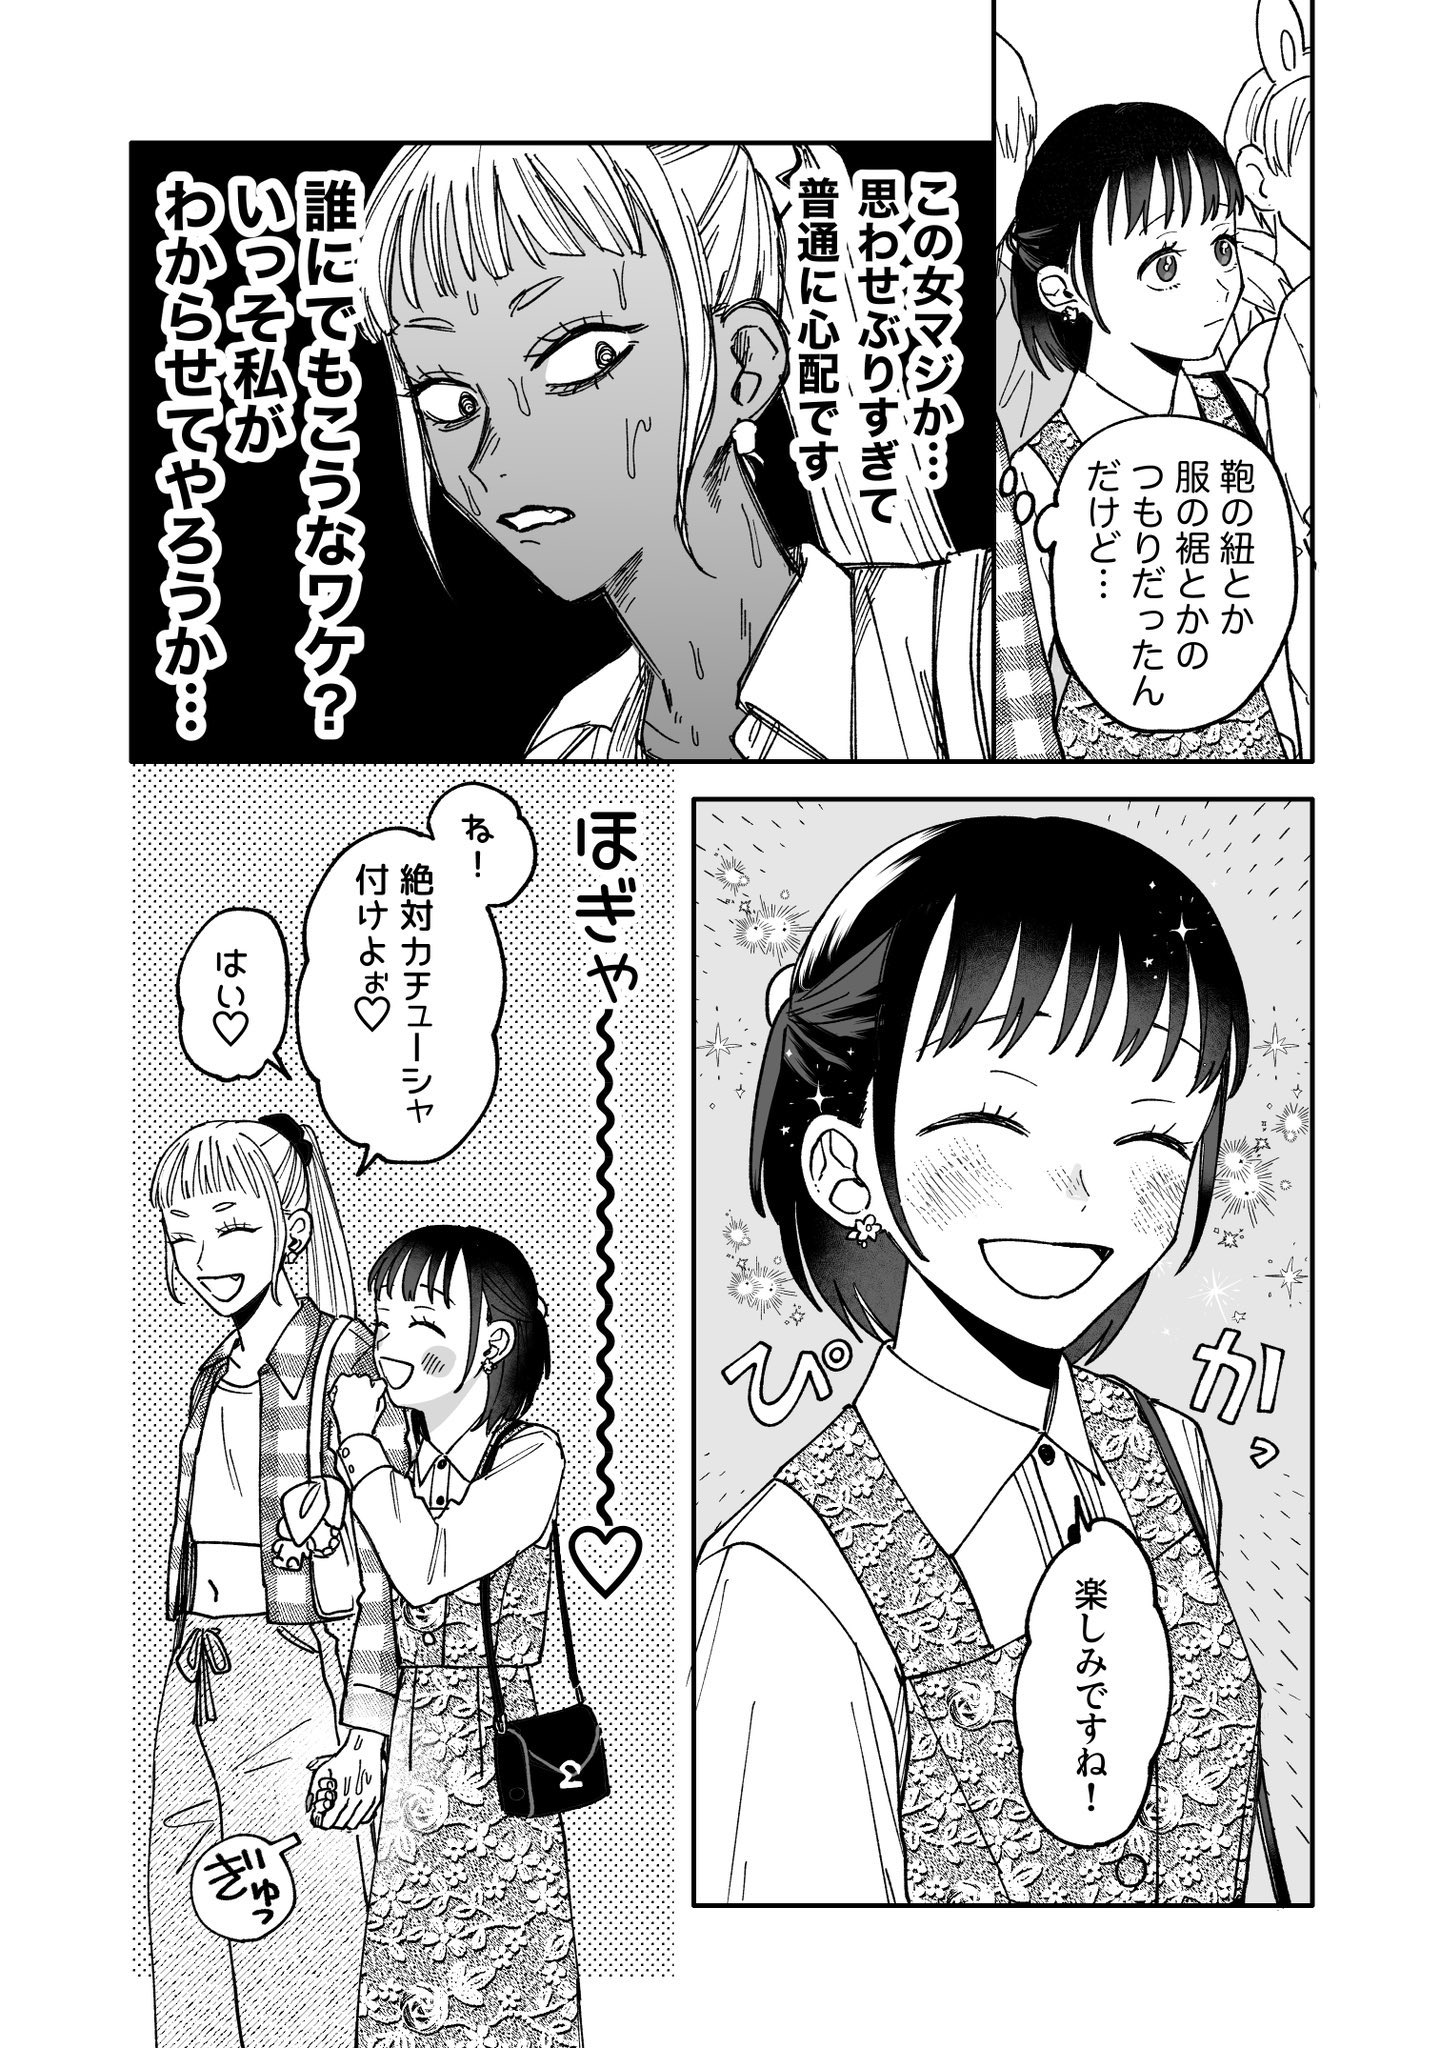 鞄の紐とか
服の裾とかの
つもりだったん
だけど…
この女マジか…
思わせぶりすぎて
普通に心配です
誰にでもこうなワケ?
いっそ私が
わからせてやろうか…
楽しみですね!
ぴ
かっ
ほぎゃ〜〜〜〜♡
ね!
絶対カチューシャ
付けよぉ♡
はい♡
ぎゅっ